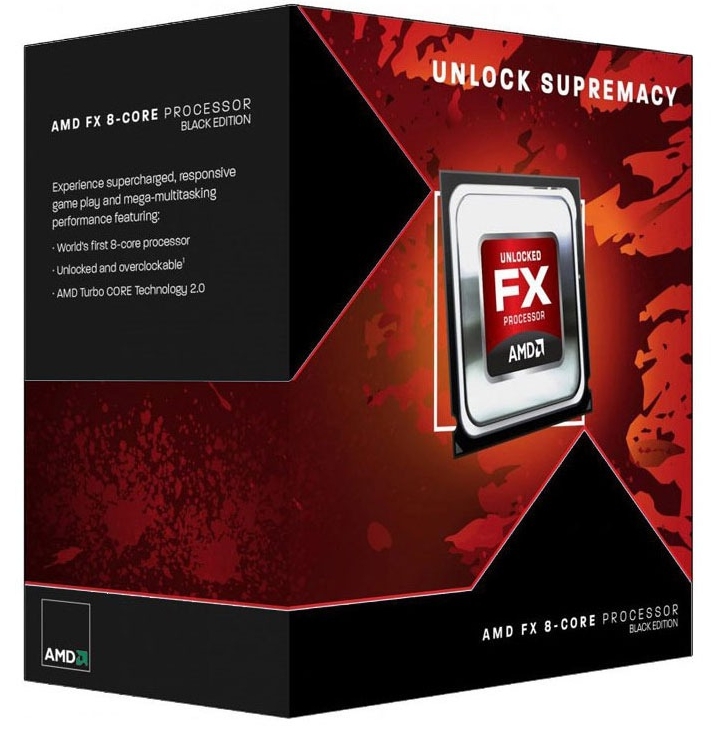 AMD FX 8-CORE PROCESSOR
BLACK EDITION
Experience supercharged, responsive
game play and mega-multitasking
performance featuring:
· World's first 8-core processor
· Unlocked and overclockable¹
· AMD Turbo CORE Technology 2.0
AMD
UNLOCK SUPREMACY
UNLOCKED
FX
PROCESSOR
AMD
AMD FX 8-CORE PROCESSOR
BLACK EDITION